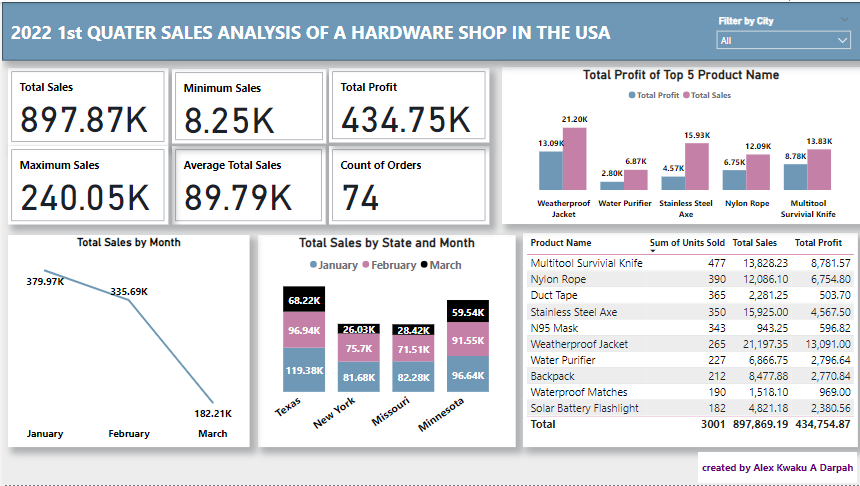 2022 1st QUATER SALES ANALYSIS OF A HARDWARE SHOP IN THE USA
Filter by City
All
Total Sales
897.87K
Minimum Sales
8.25K
Total Profit
434.75K
Maximum Sales
240.05K
Average Total Sales
89.79K
Count of Orders
74
Total Profit of Top 5 Product Name
Total Profit Total Sales
13.09K 21.20K 2.80K 6.87K 4.57K 15.93K 6.75K 12.09K 8.78K 13.83K
Weatherproof Water Purifier Stainless Steel Nylon Rope Multitool
Jacket Axe Survivial Knife
Total Sales by Month
379.97K
335.69K
182.21K
January February March
Total Sales by State and Month
January February March
68.22K 26.03K 28.42K 59.54K
96.94K 75.7K 71.51K 91.55K
119.38K 81.68K 82.28K 96.64K
Texas New York Missouri Minnesota
Product Name Sum of Units Sold Total Sales Total Profit
Multitool Survivial Knife 477 13,828.23 8,781.57
Nylon Rope 390 12,086.10 6,754.80
Duct Tape 365 2,281.25 503.70
Stainless Steel Axe 350 15,925.00 4,567.50
N95 Mask 343 943.25 596.82
Weatherproof Jacket 265 21,197.35 13,091.00
Water Purifier 227 6,866.75 2,796.64
Backpack 212 8,477.88 2,770.84
Waterproof Matches 190 1,518.10 969.00
Solar Battery Flashlight 182 4,821.18 2,380.56
Total 3001 897,869.19 434,754.87
created by Alex Kwaku A Darpah